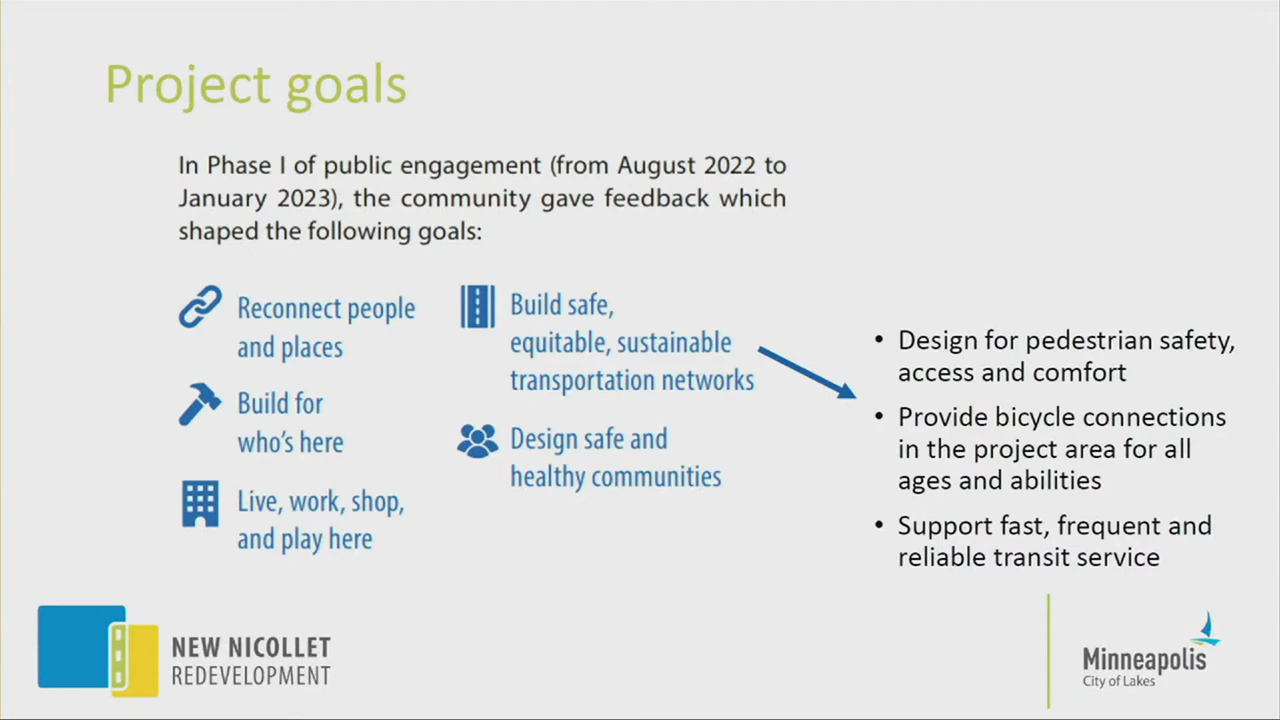 Project goals
In Phase I of public engagement (from August 2022 to
January 2023), the community gave feedback which
shaped the following goals:
Reconnect people
and places
Build for
who's here
Live, work, shop,
and play here
Build safe,
equitable, sustainable
transportation networks
Design safe and
healthy communities
• Design for pedestrian safety,
access and comfort
• Provide bicycle connections
in the project area for all
ages and abilities
• Support fast, frequent and
reliable transit service
NEW NICOLLET
REDEVELOPMENT
Minneapolis
City of Lakes